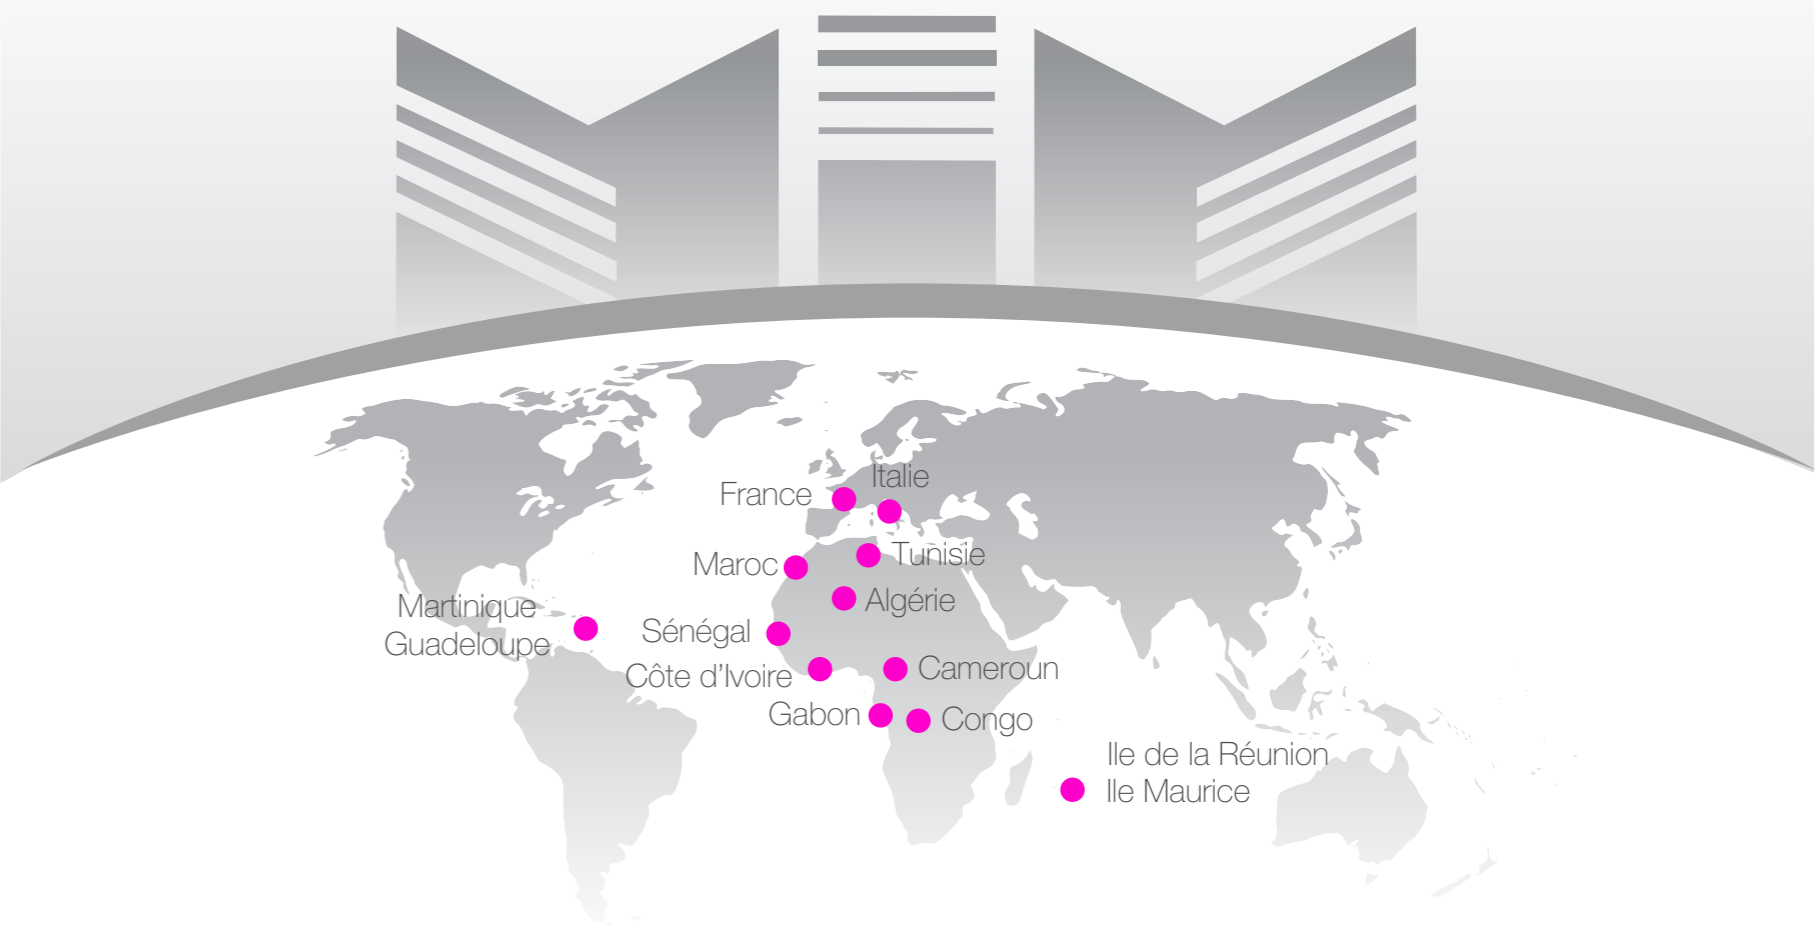 Italie
France
Tunisie
Maroc
Algérie
Martinique
Guadeloupe
Sénégal
Côte d’Ivoire
Cameroun
Gabon
Congo
Ile de la Réunion
Ile Maurice